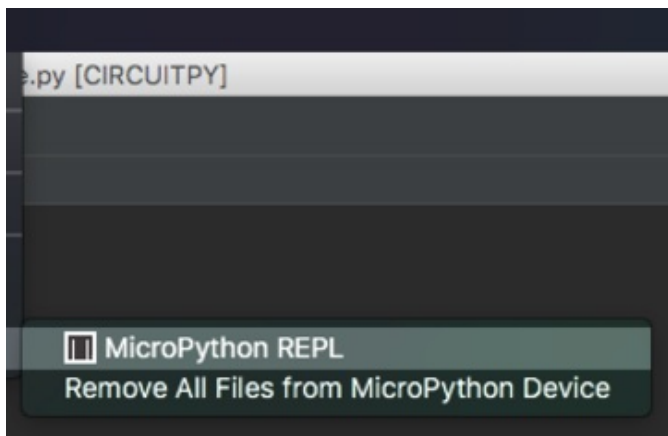 e.py [CIRCUITPY]
MicroPython REPL
Remove All Files from MicroPython Device